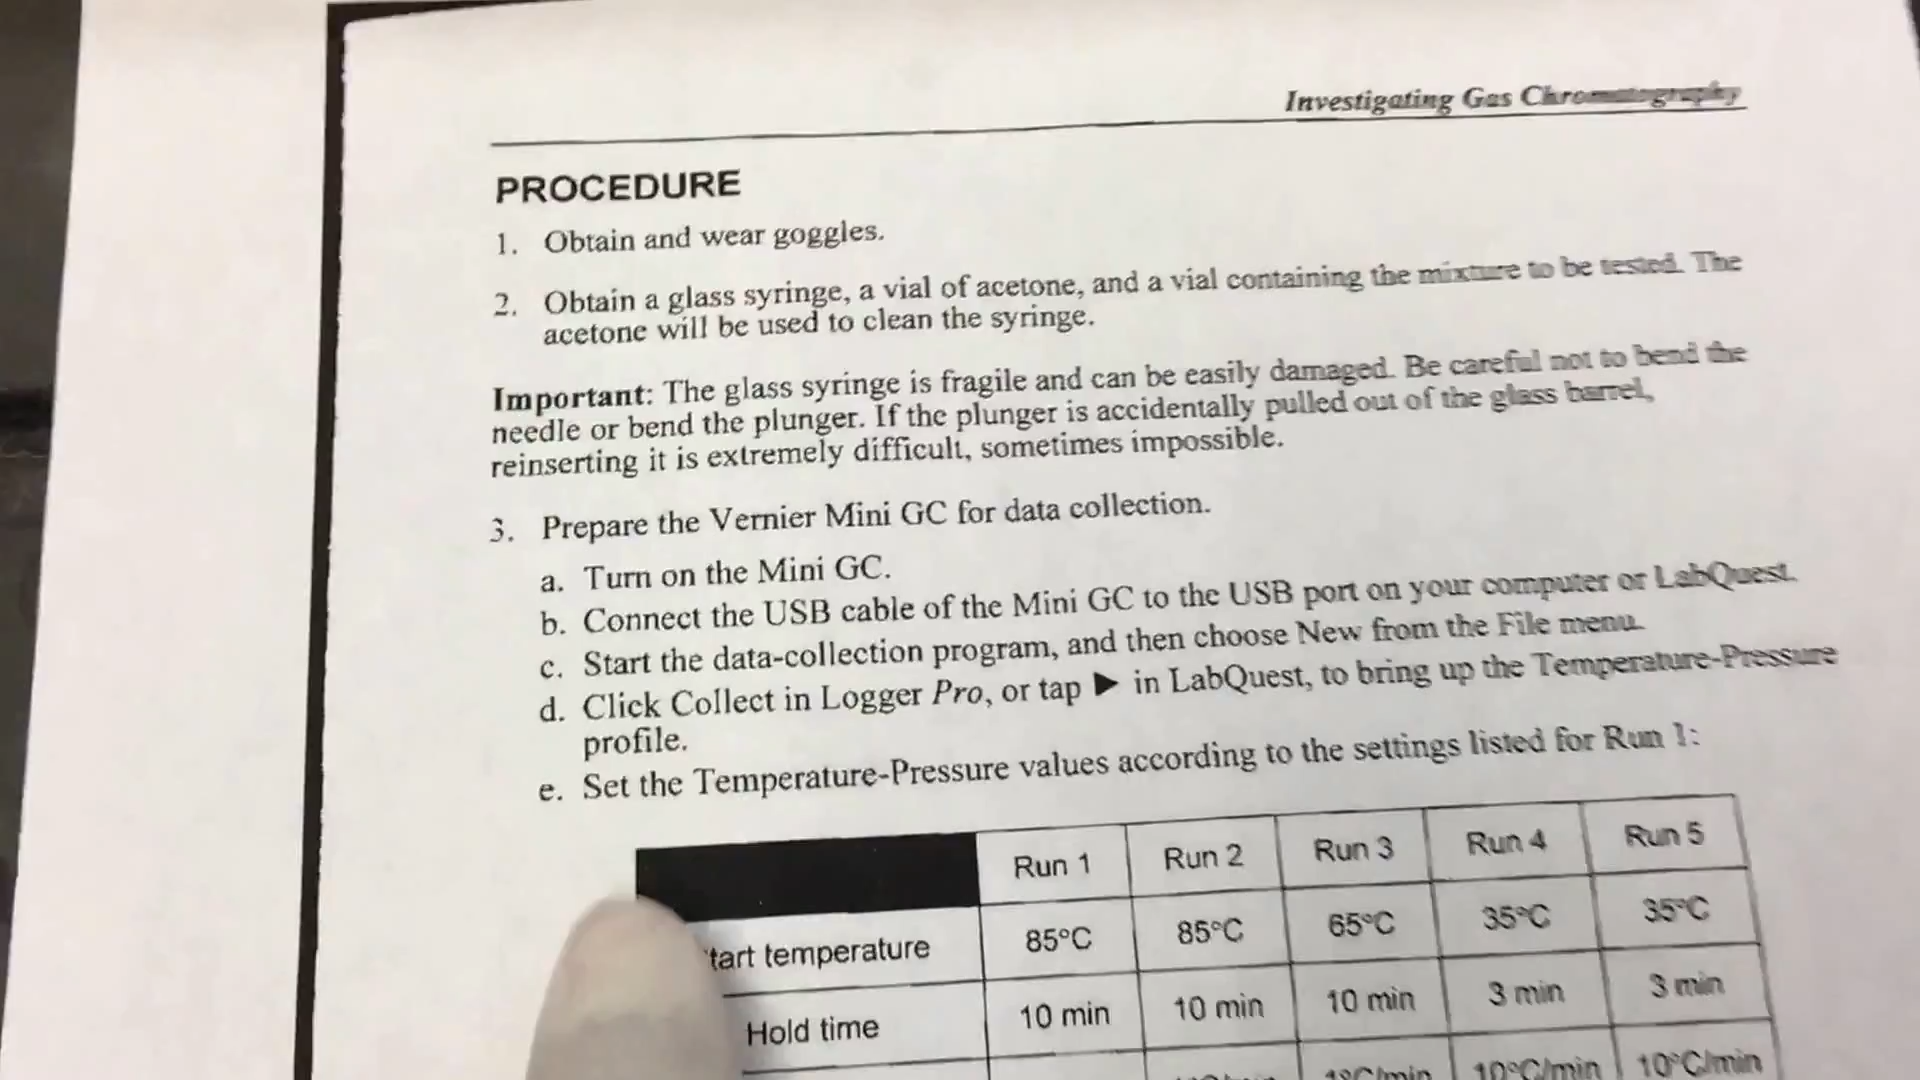 Investigating Gas Chromatography
PROCEDURE
1. Obtain and wear goggles.
2. Obtain a glass syringe, a vial of acetone, and a vial containing the mixture to be tested. The
acetone will be used to clean the syringe.
Important: The glass syringe is fragile and can be easily damaged. Be careful not to bend the
needle or bend the plunger. If the plunger is accidentally pulled out of the glass barrel,
reinserting it is extremely difficult, sometimes impossible.
3. Prepare the Vernier Mini GC for data collection.
a. Turn on the Mini GC.
b. Connect the USB cable of the Mini GC to the USB port on your computer or LabQuest.
c. Start the data-collection program, and then choose New from the File menu.
d. Click Collect in Logger Pro, or tap ► in LabQuest, to bring up the Temperature-Pressure
profile.
e. Set the Temperature-Pressure values according to the settings listed for Run 1:
Run 1 Run 2 Run 3 Run 4 Run 5
tart temperature 85°C 85°C 65°C 35°C 35°C
Hold time 10 min 10 min 10 min 3 min 3 min
10°C/min 10°C/min